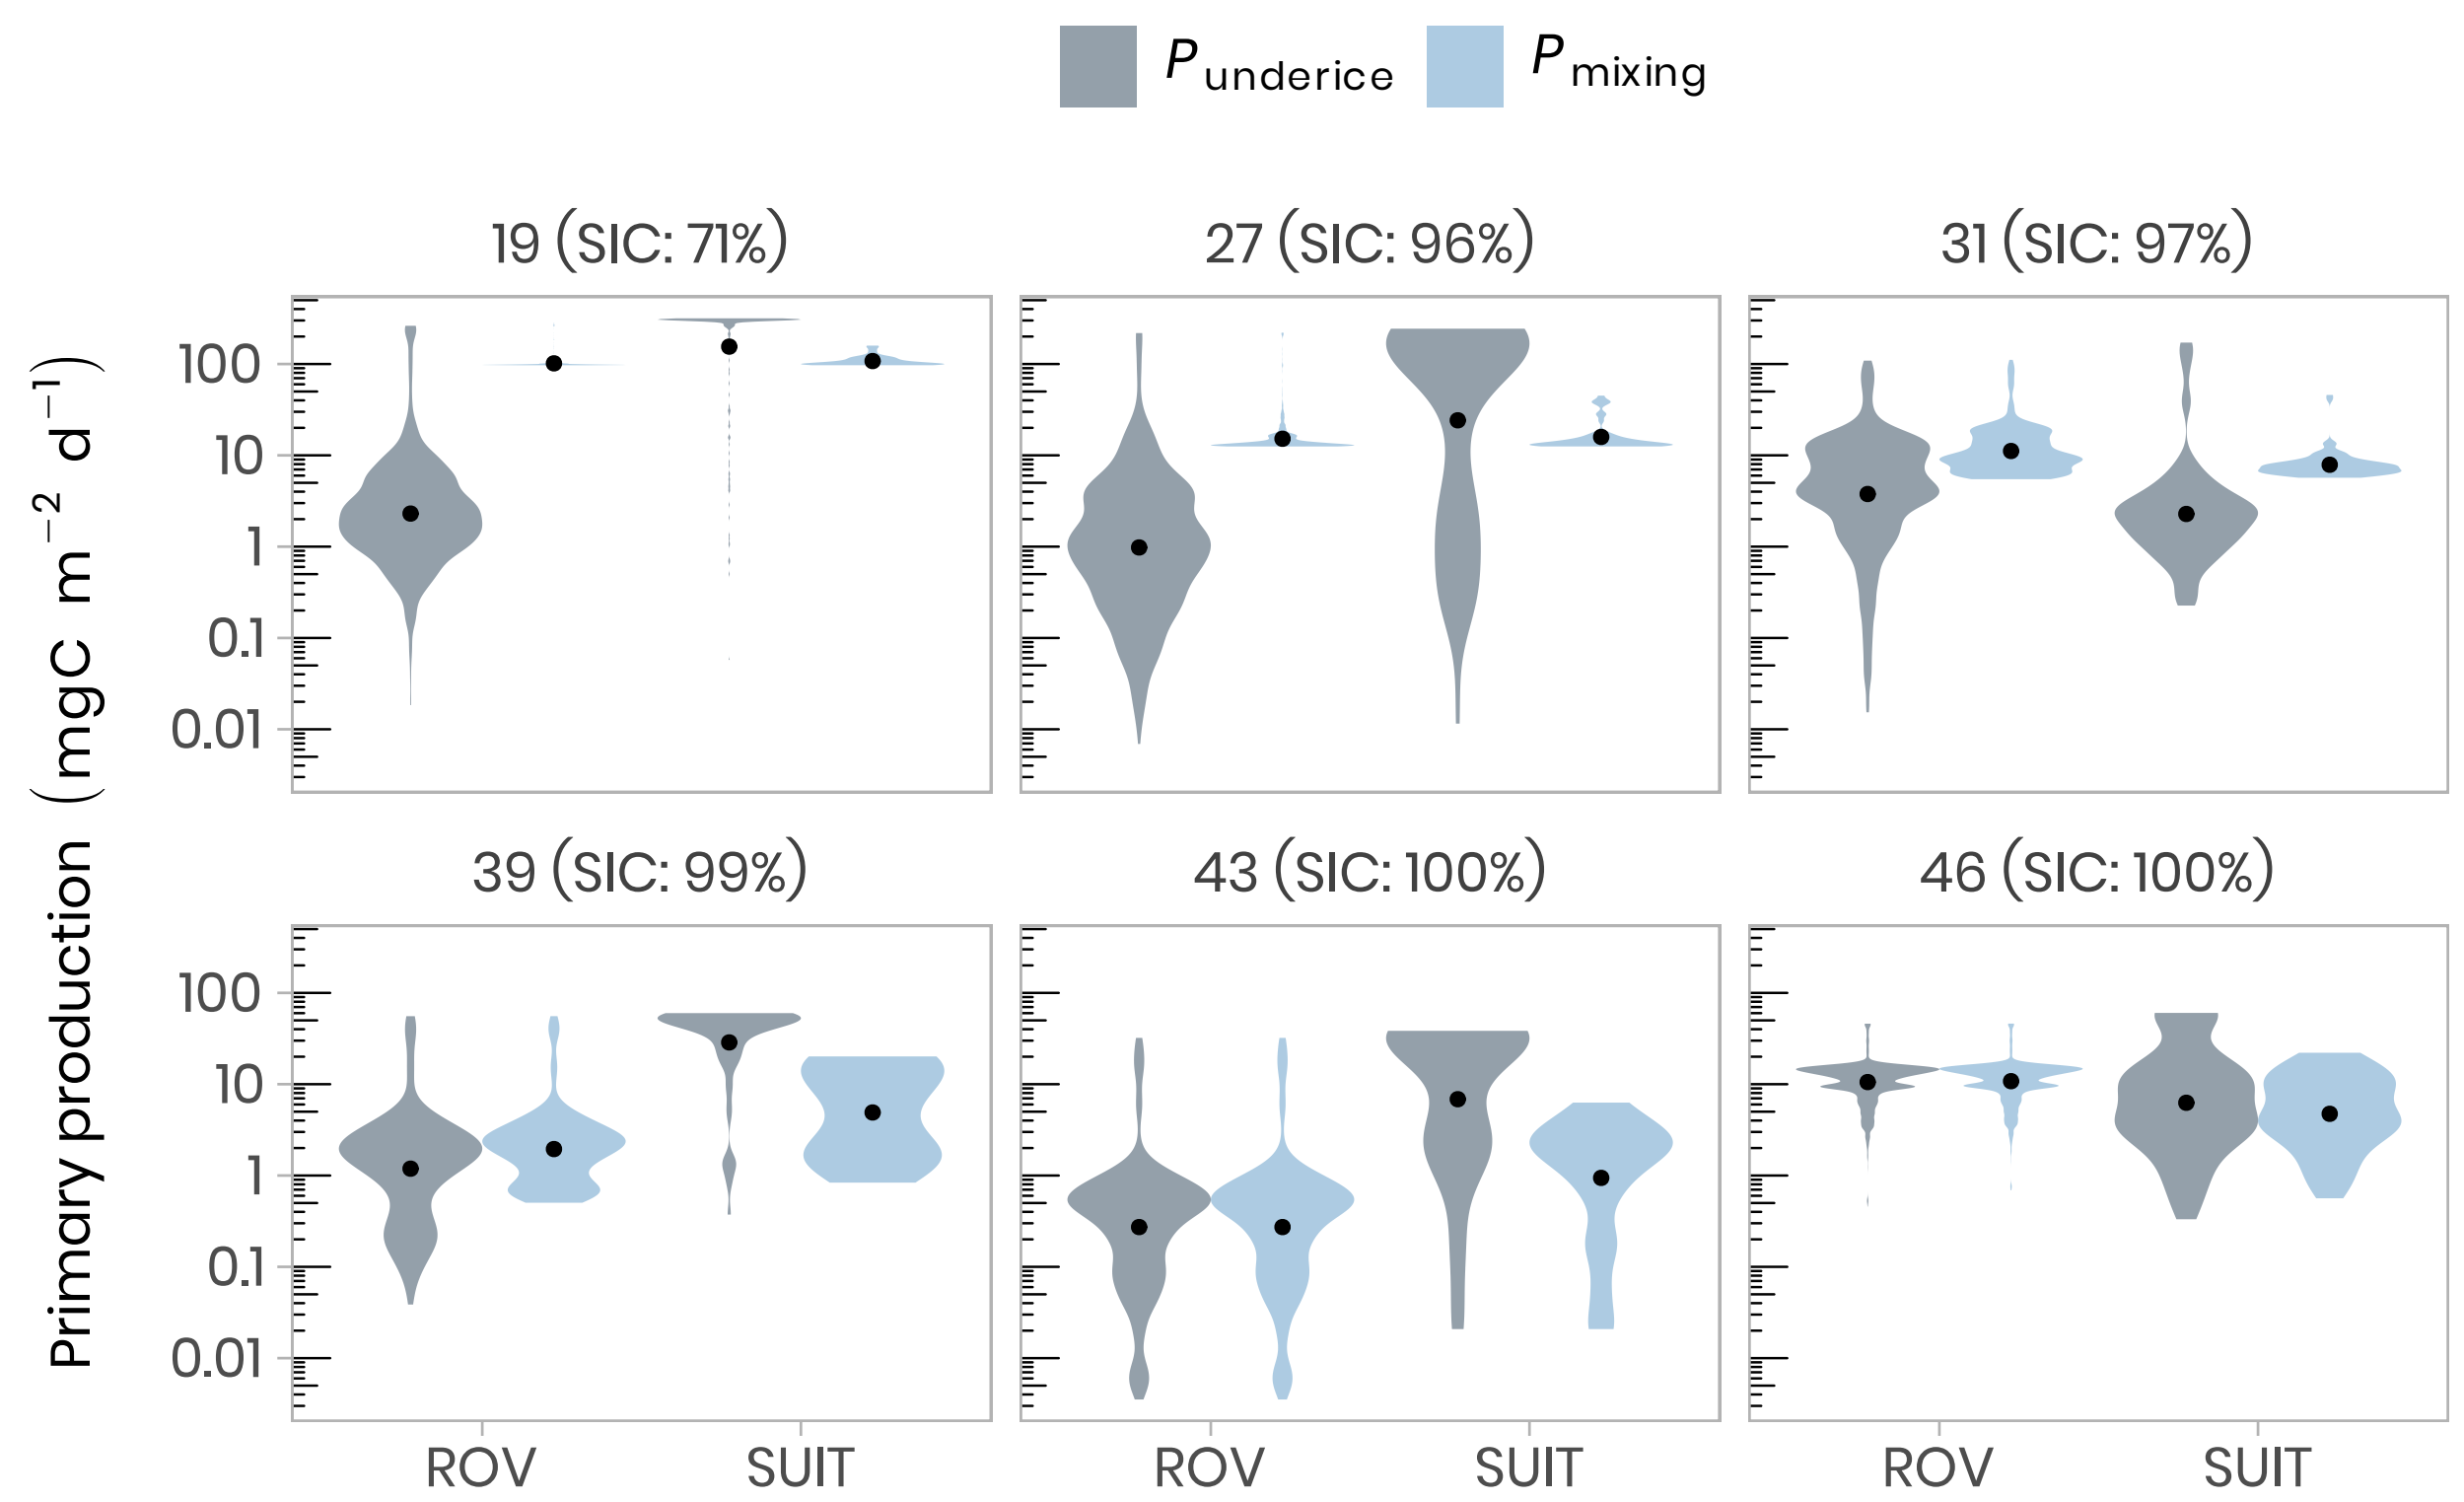 P underice P mixing
19 (SIC: 71%) 27 (SIC: 96%) 31 (SIC: 97%)
100
10
1
0.1
0.01
Primary production (mgC m⁻² d⁻¹)
39 (SIC: 99%) 43 (SIC: 100%) 46 (SIC: 100%)
100
10
1
0.1
0.01
ROV SUIT ROV SUIT ROV SUIT